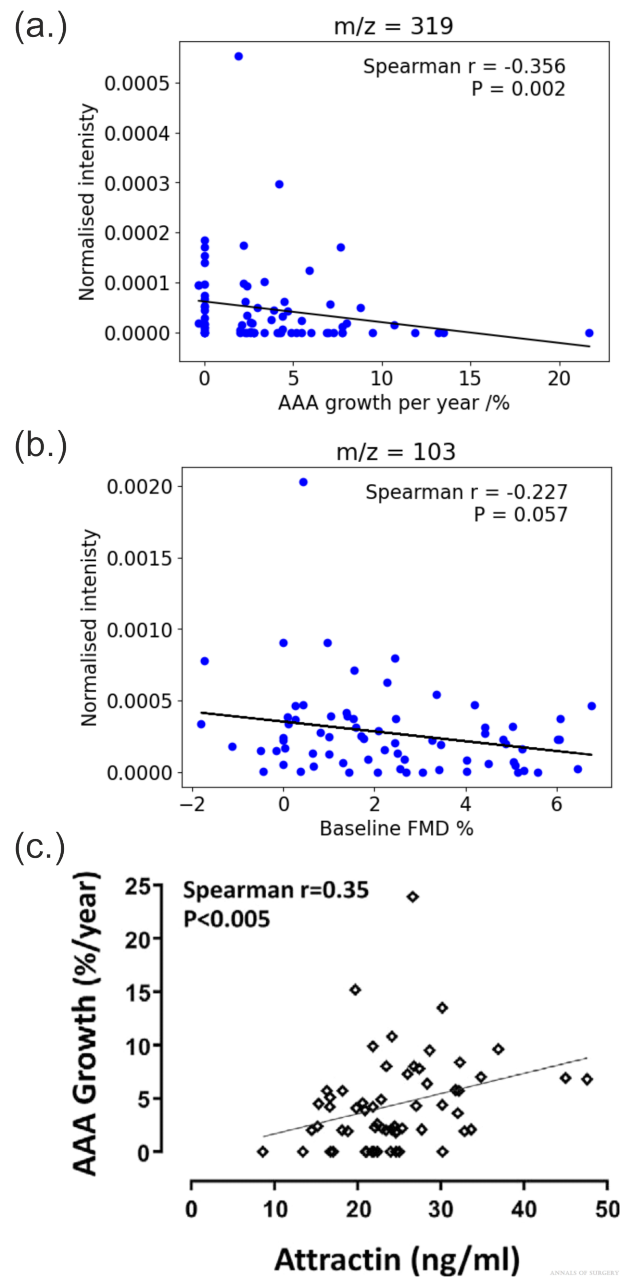 (a.)
m/z = 319
Spearman r = -0.356
P = 0.002
0.0005
0.0004
0.0003
0.0002
0.0001
0.0000
Normalised intenisty
0 5 10 15 20
AAA growth per year /%
(b.)
m/z = 103
Spearman r = -0.227
P = 0.057
0.0020
0.0015
0.0010
0.0005
0.0000
Normalised intenisty
−2 0 2 4 6
Baseline FMD %
(c.)
Spearman r=0.35
P<0.005
25
20
15
10
5
0
AAA Growth (%/year)
0 10 20 30 40 50
Attractin (ng/ml)
ANNALS OF SURGERY